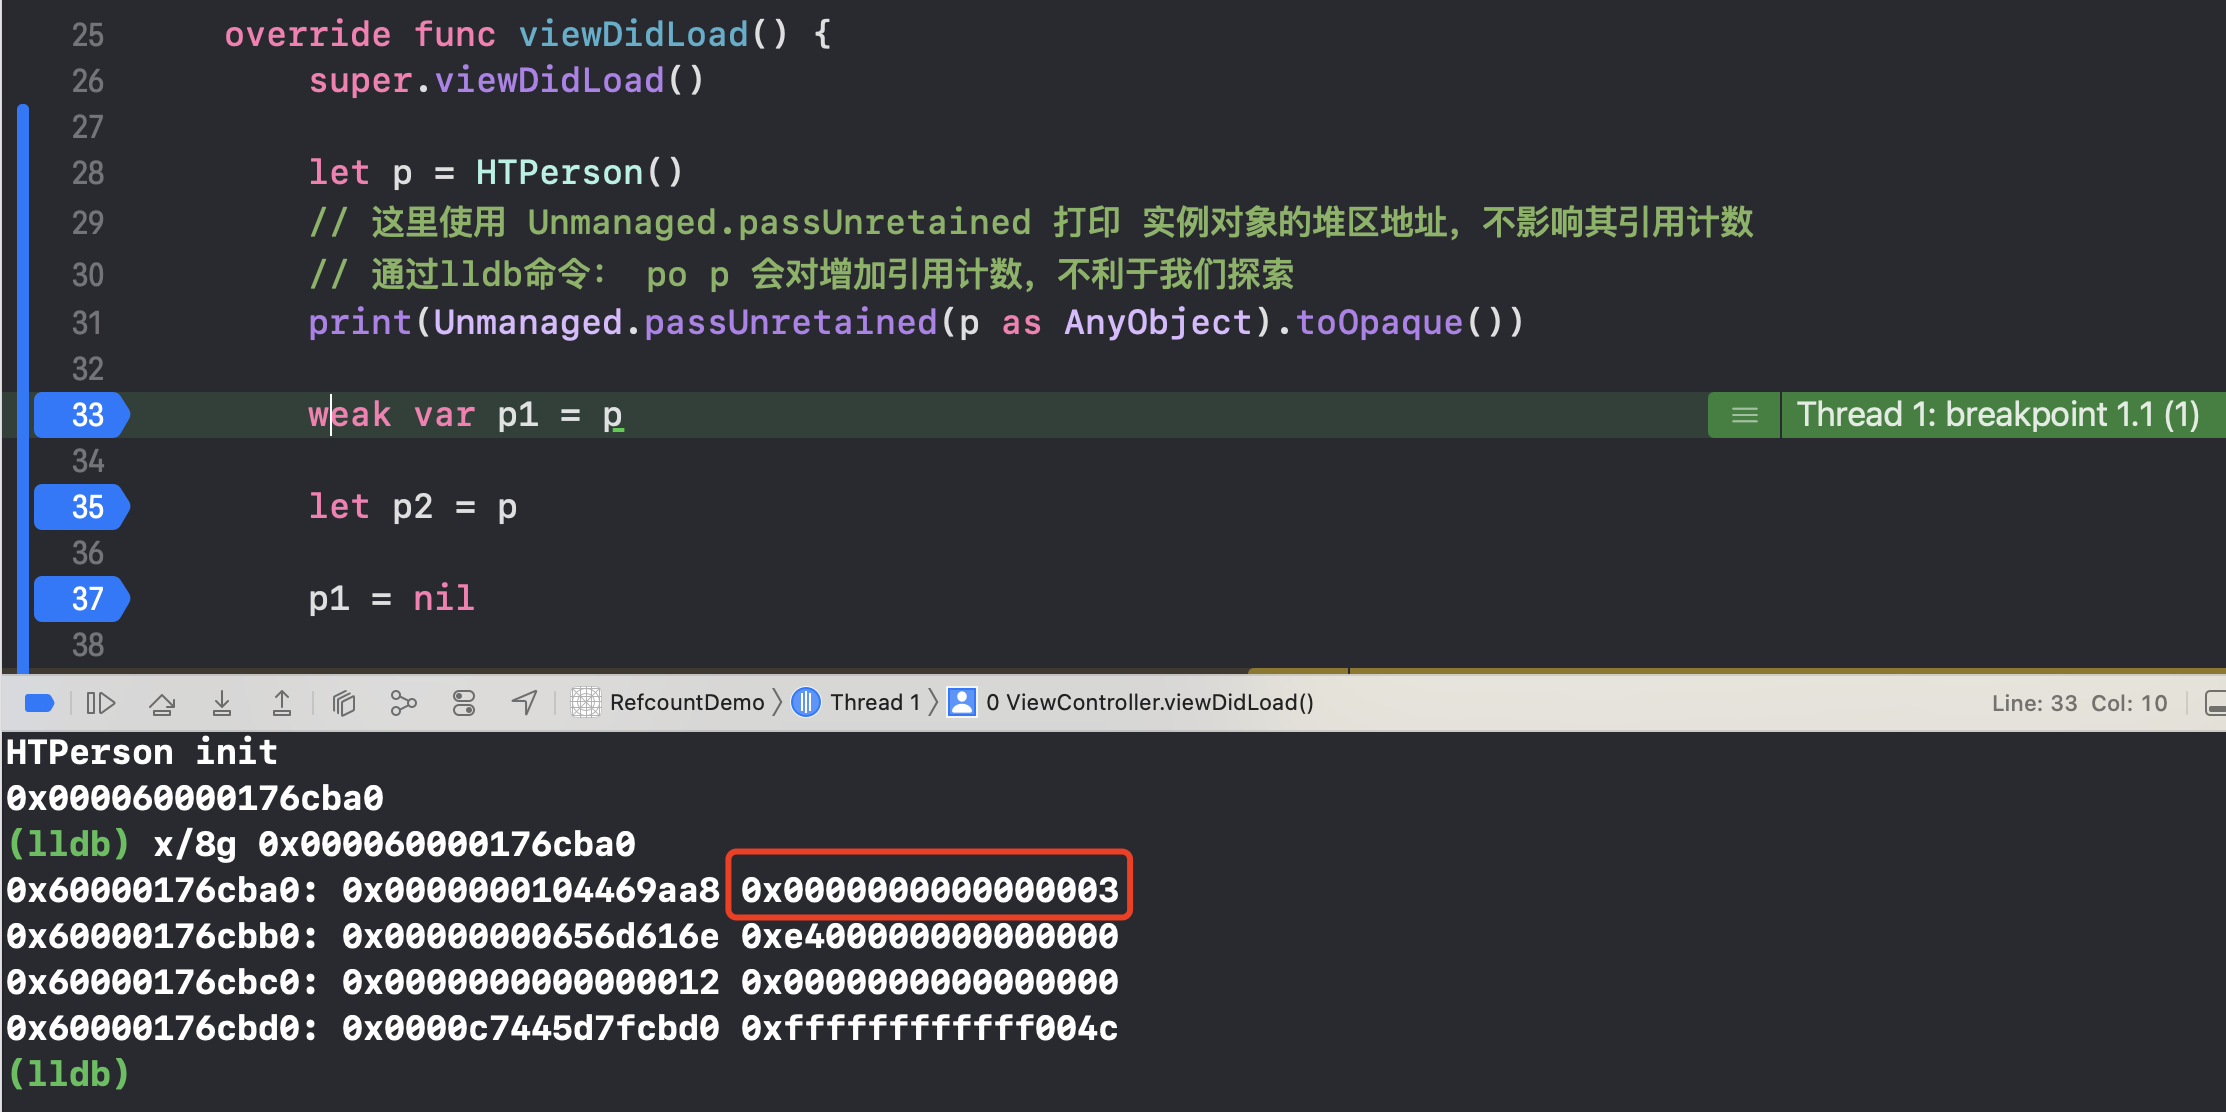 25 override func viewDidLoad() {
26 super.viewDidLoad()
27
28 let p = HTPerson()
29 // 这里使用 Unmanaged.passUnretained 打印 实例对象的堆区地址，不影响其引用计数
30 // 通过lldb命令： po p 会对增加引用计数，不利于我们探索
31 print(Unmanaged.passUnretained(p as AnyObject).toOpaque())
32
33 weak var p1 = p Thread 1: breakpoint 1.1 (1)
34
35 let p2 = p
36
37 p1 = nil
38
RefcountDemo Thread 1 0 ViewController.viewDidLoad() Line: 33 Col: 10
HTPerson init
0x000060000176cba0
(lldb) x/8g 0x000060000176cba0
0x60000176cba0: 0x0000000104469aa8 0x0000000000000003
0x60000176cbb0: 0x00000000656d616e 0xe400000000000000
0x60000176cbc0: 0x0000000000000012 0x0000000000000000
0x60000176cbd0: 0x0000c7445d7fcbd0 0xffffffffffff004c
(lldb)